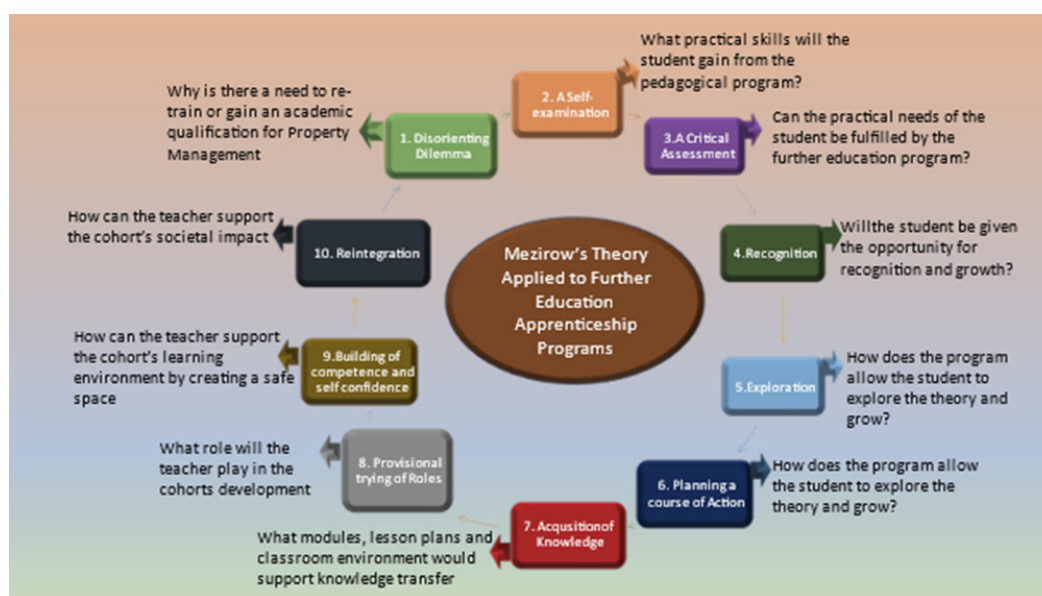 What practical skills will the
student gain from the
pedagogical program?
Why is there a need to re-
train or gain an academic
qualification for Property
Management
2. A Self-
examination
1. Disorienting
Dilemma
3.A Critical
Assessment
Can the practical needs of the
student be fulfilled by the
further education program?
How can the teacher support
the cohort's societal impact
10. Reintegration
Mezirow's Theory
Applied to Further
Education
Apprenticeship
Programs
4.Recognition
Willthe student be given
the opportunity for
recognition and growth?
How can the teacher support
the cohort's learning
environment by creating a safe
space
9.Building of
competence and
self confidence
5.Exploration
How does the program
allow the student to
explore the theory and
grow?
What role will the
teacher play in the
cohorts development
8. Provisional
trying of Roles
6. Planning a
course of Action
How does the program allow
the student to explore the
theory and grow?
What modules, lesson plans and
classroom environment would
support knowledge transfer
7. Acqusitionof
Knowledge